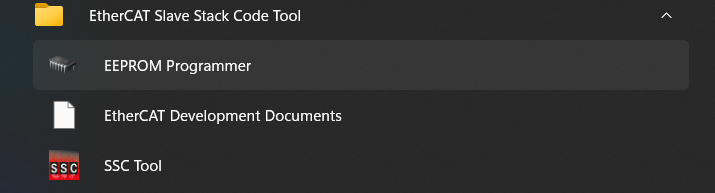 EtherCAT Slave Stack Code Tool
EEPROM Programmer
EtherCAT Development Documents
SSC SSC Tool